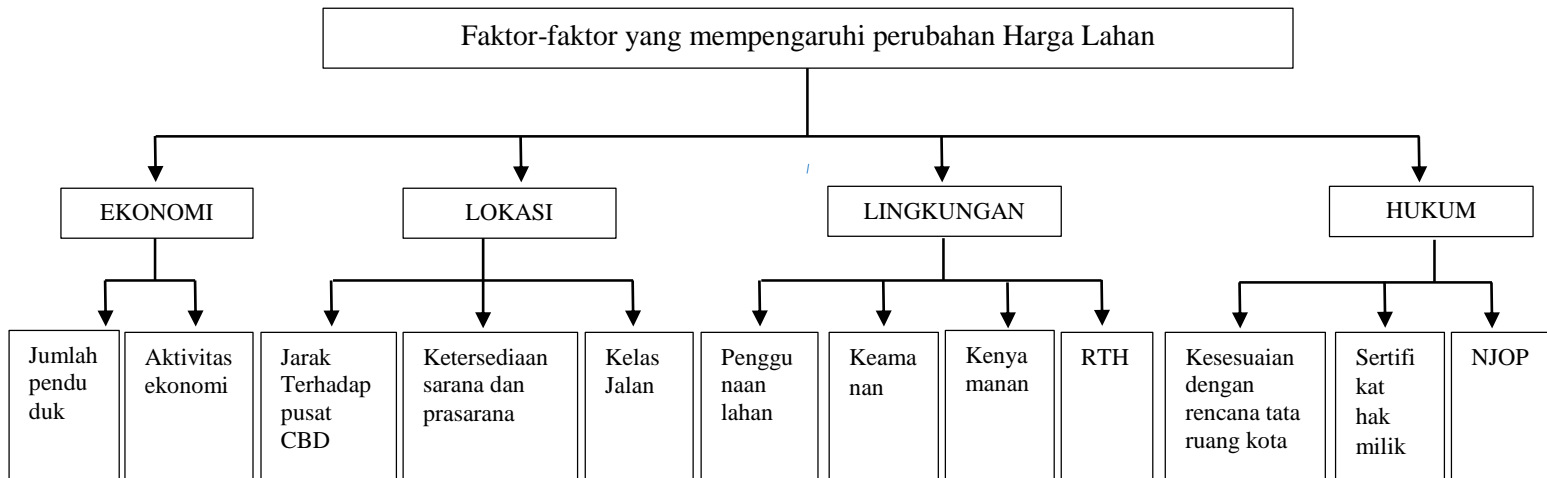 Faktor-faktor yang mempengaruhi perubahan Harga Lahan
EKONOMI
LOKASI
LINGKUNGAN
HUKUM
Jumlah
pendu
duk
Aktivitas
ekonomi
Jarak
Terhadap
pusat
CBD
Ketersediaan
sarana dan
prasarana
Kelas
Jalan
Penggu
naan
lahan
Keama
nan
Kenya
manan
RTH
Kesesuaian
dengan
rencana tata
ruang kota
Sertifi
kat
hak
milik
NJOP